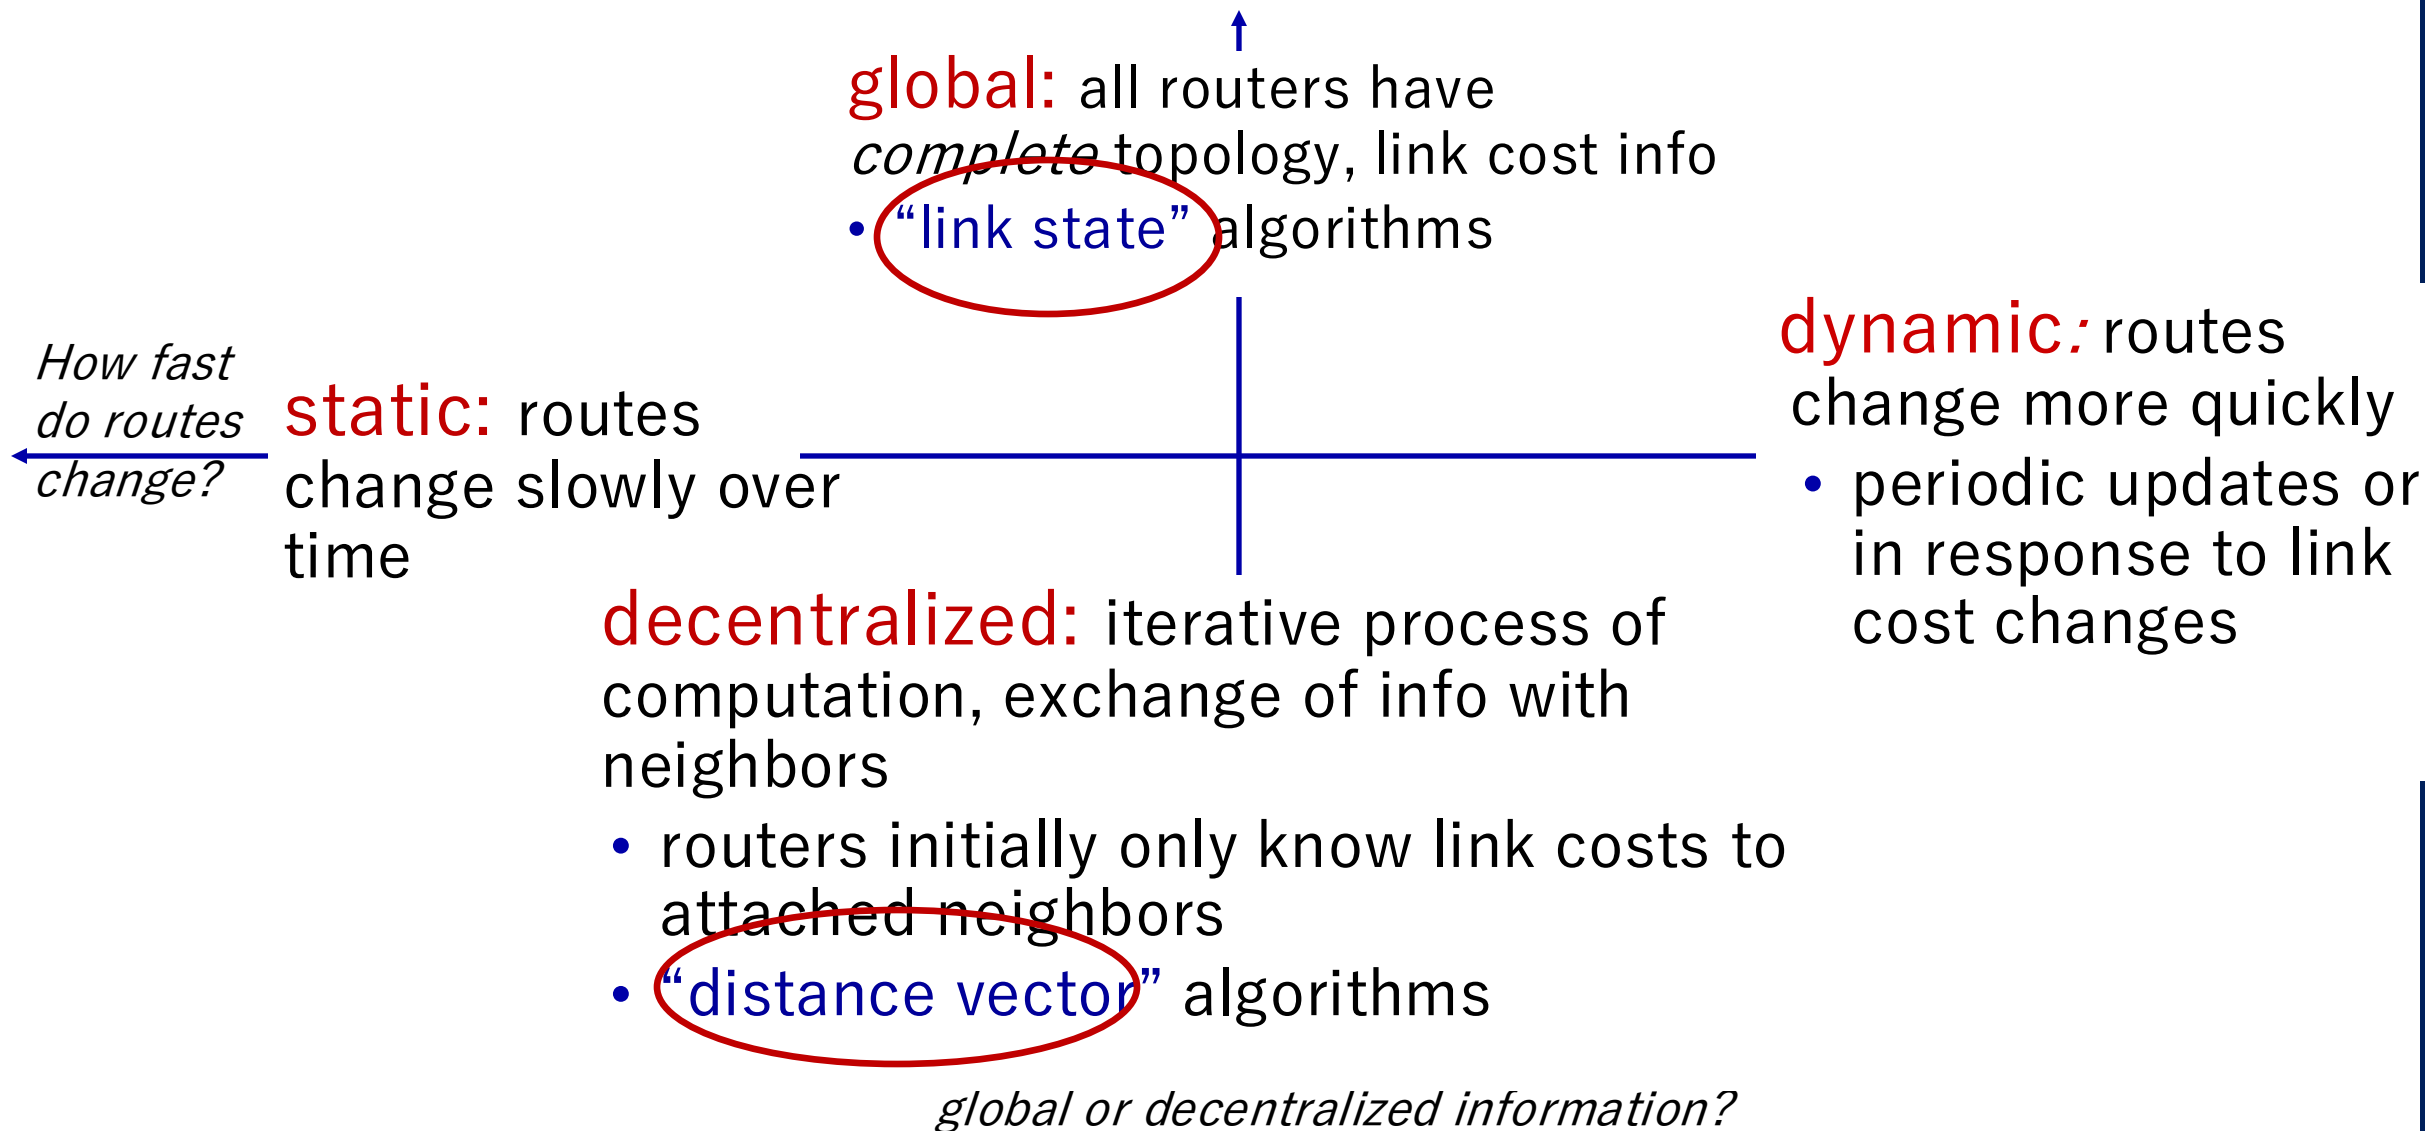 global: all routers have
complete topology, link cost info
• “link state” algorithms
How fast
do routes
change?
static: routes
change slowly over
time
dynamic: routes
change more quickly
• periodic updates or
in response to link
cost changes
decentralized: iterative process of
computation, exchange of info with
neighbors
• routers initially only know link costs to
attached neighbors
• “distance vector” algorithms
global or decentralized information?